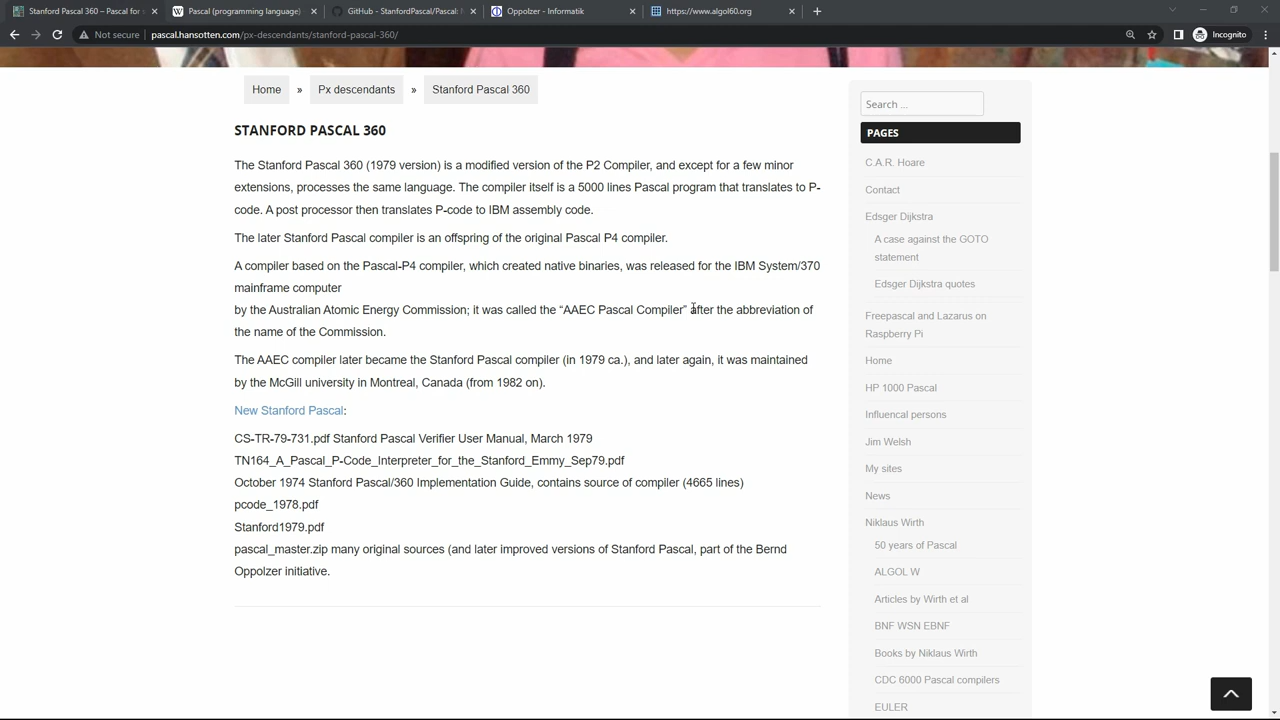 Stanford Pascal 360 – Pascal for s
Pascal (programming language)
GitHub - StanfordPascal/Pascal:
Oppolzer - Informatik
https://www.algol60.org
Not secure
pascal.hansotten.com/px-descendants/stanford-pascal-360/
Incognito
Home » Px descendants » Stanford Pascal 360
STANFORD PASCAL 360
The Stanford Pascal 360 (1979 version) is a modified version of the P2 Compiler, and except for a few minor
extensions, processes the same language. The compiler itself is a 5000 lines Pascal program that translates to P-
code. A post processor then translates P-code to IBM assembly code.
The later Stanford Pascal compiler is an offspring of the original Pascal P4 compiler.
A compiler based on the Pascal-P4 compiler, which created native binaries, was released for the IBM System/370
mainframe computer
by the Australian Atomic Energy Commission; it was called the “AAEC Pascal Compiler” after the abbreviation of
the name of the Commission.
The AAEC compiler later became the Stanford Pascal compiler (in 1979 ca.), and later again, it was maintained
by the McGill university in Montreal, Canada (from 1982 on).
New Stanford Pascal:
CS-TR-79-731.pdf Stanford Pascal Verifier User Manual, March 1979
TN164_A_Pascal_P-Code_Interpreter_for_the_Stanford_Emmy_Sep79.pdf
October 1974 Stanford Pascal/360 Implementation Guide, contains source of compiler (4665 lines)
pcode_1978.pdf
Stanford1979.pdf
pascal_master.zip many original sources (and later improved versions of Stanford Pascal, part of the Bernd
Oppolzer initiative.
Search ...
PAGES
C.A.R. Hoare
Contact
Edsger Dijkstra
A case against the GOTO
statement
Edsger Dijkstra quotes
Freepascal and Lazarus on
Raspberry Pi
Home
HP 1000 Pascal
Influencal persons
Jim Welsh
My sites
News
Niklaus Wirth
50 years of Pascal
ALGOL W
Articles by Wirth et al
BNF WSN EBNF
Books by Niklaus Wirth
CDC 6000 Pascal compilers
EULER